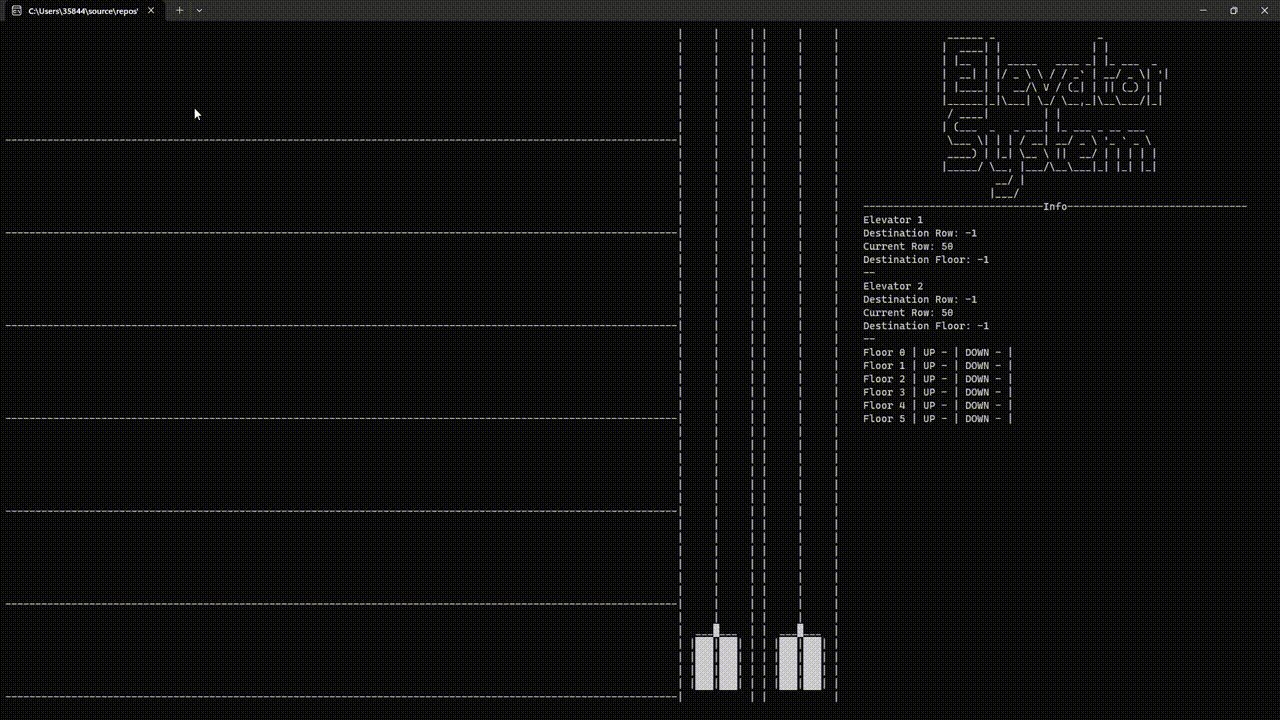 C:\Users\35844\source\repos'
Elevator
System
Info
Elevator 1
Destination Row: -1
Current Row: 50
Destination Floor: -1
--
Elevator 2
Destination Row: -1
Current Row: 50
Destination Floor: -1
--
Floor 0 | UP - | DOWN - |
Floor 1 | UP - | DOWN - |
Floor 2 | UP - | DOWN - |
Floor 3 | UP - | DOWN - |
Floor 4 | UP - | DOWN - |
Floor 5 | UP - | DOWN - |